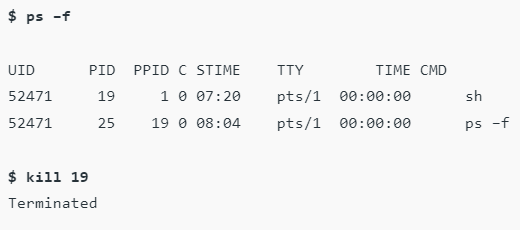 $ ps –f
UID PID PPID C STIME TTY TIME CMD
52471 19 1 0 07:20 pts/1 00:00:00 sh
52471 25 19 0 08:04 pts/1 00:00:00 ps –f
$ kill 19
Terminated